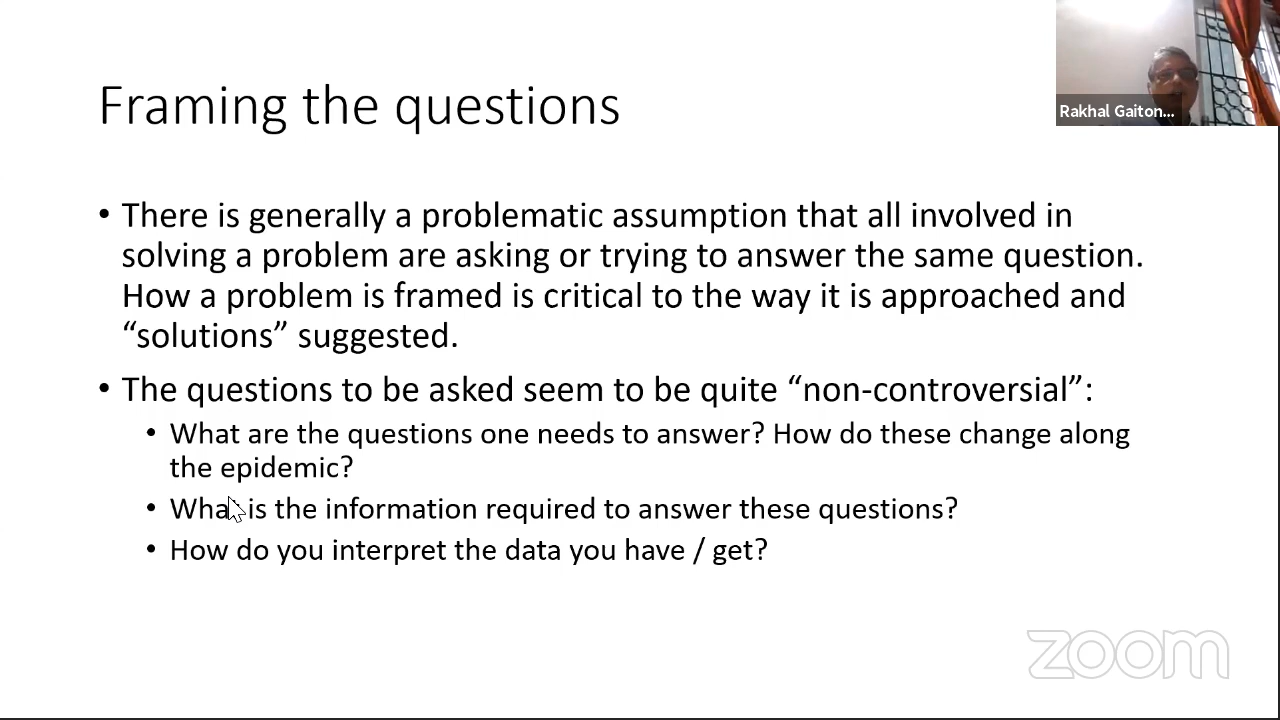 Framing the questions
Rakhal Gaiton...
• There is generally a problematic assumption that all involved in
solving a problem are asking or trying to answer the same question.
How a problem is framed is critical to the way it is approached and
“solutions” suggested.
• The questions to be asked seem to be quite “non-controversial”:
• What are the questions one needs to answer? How do these change along
the epidemic?
• What is the information required to answer these questions?
• How do you interpret the data you have / get?
zoom